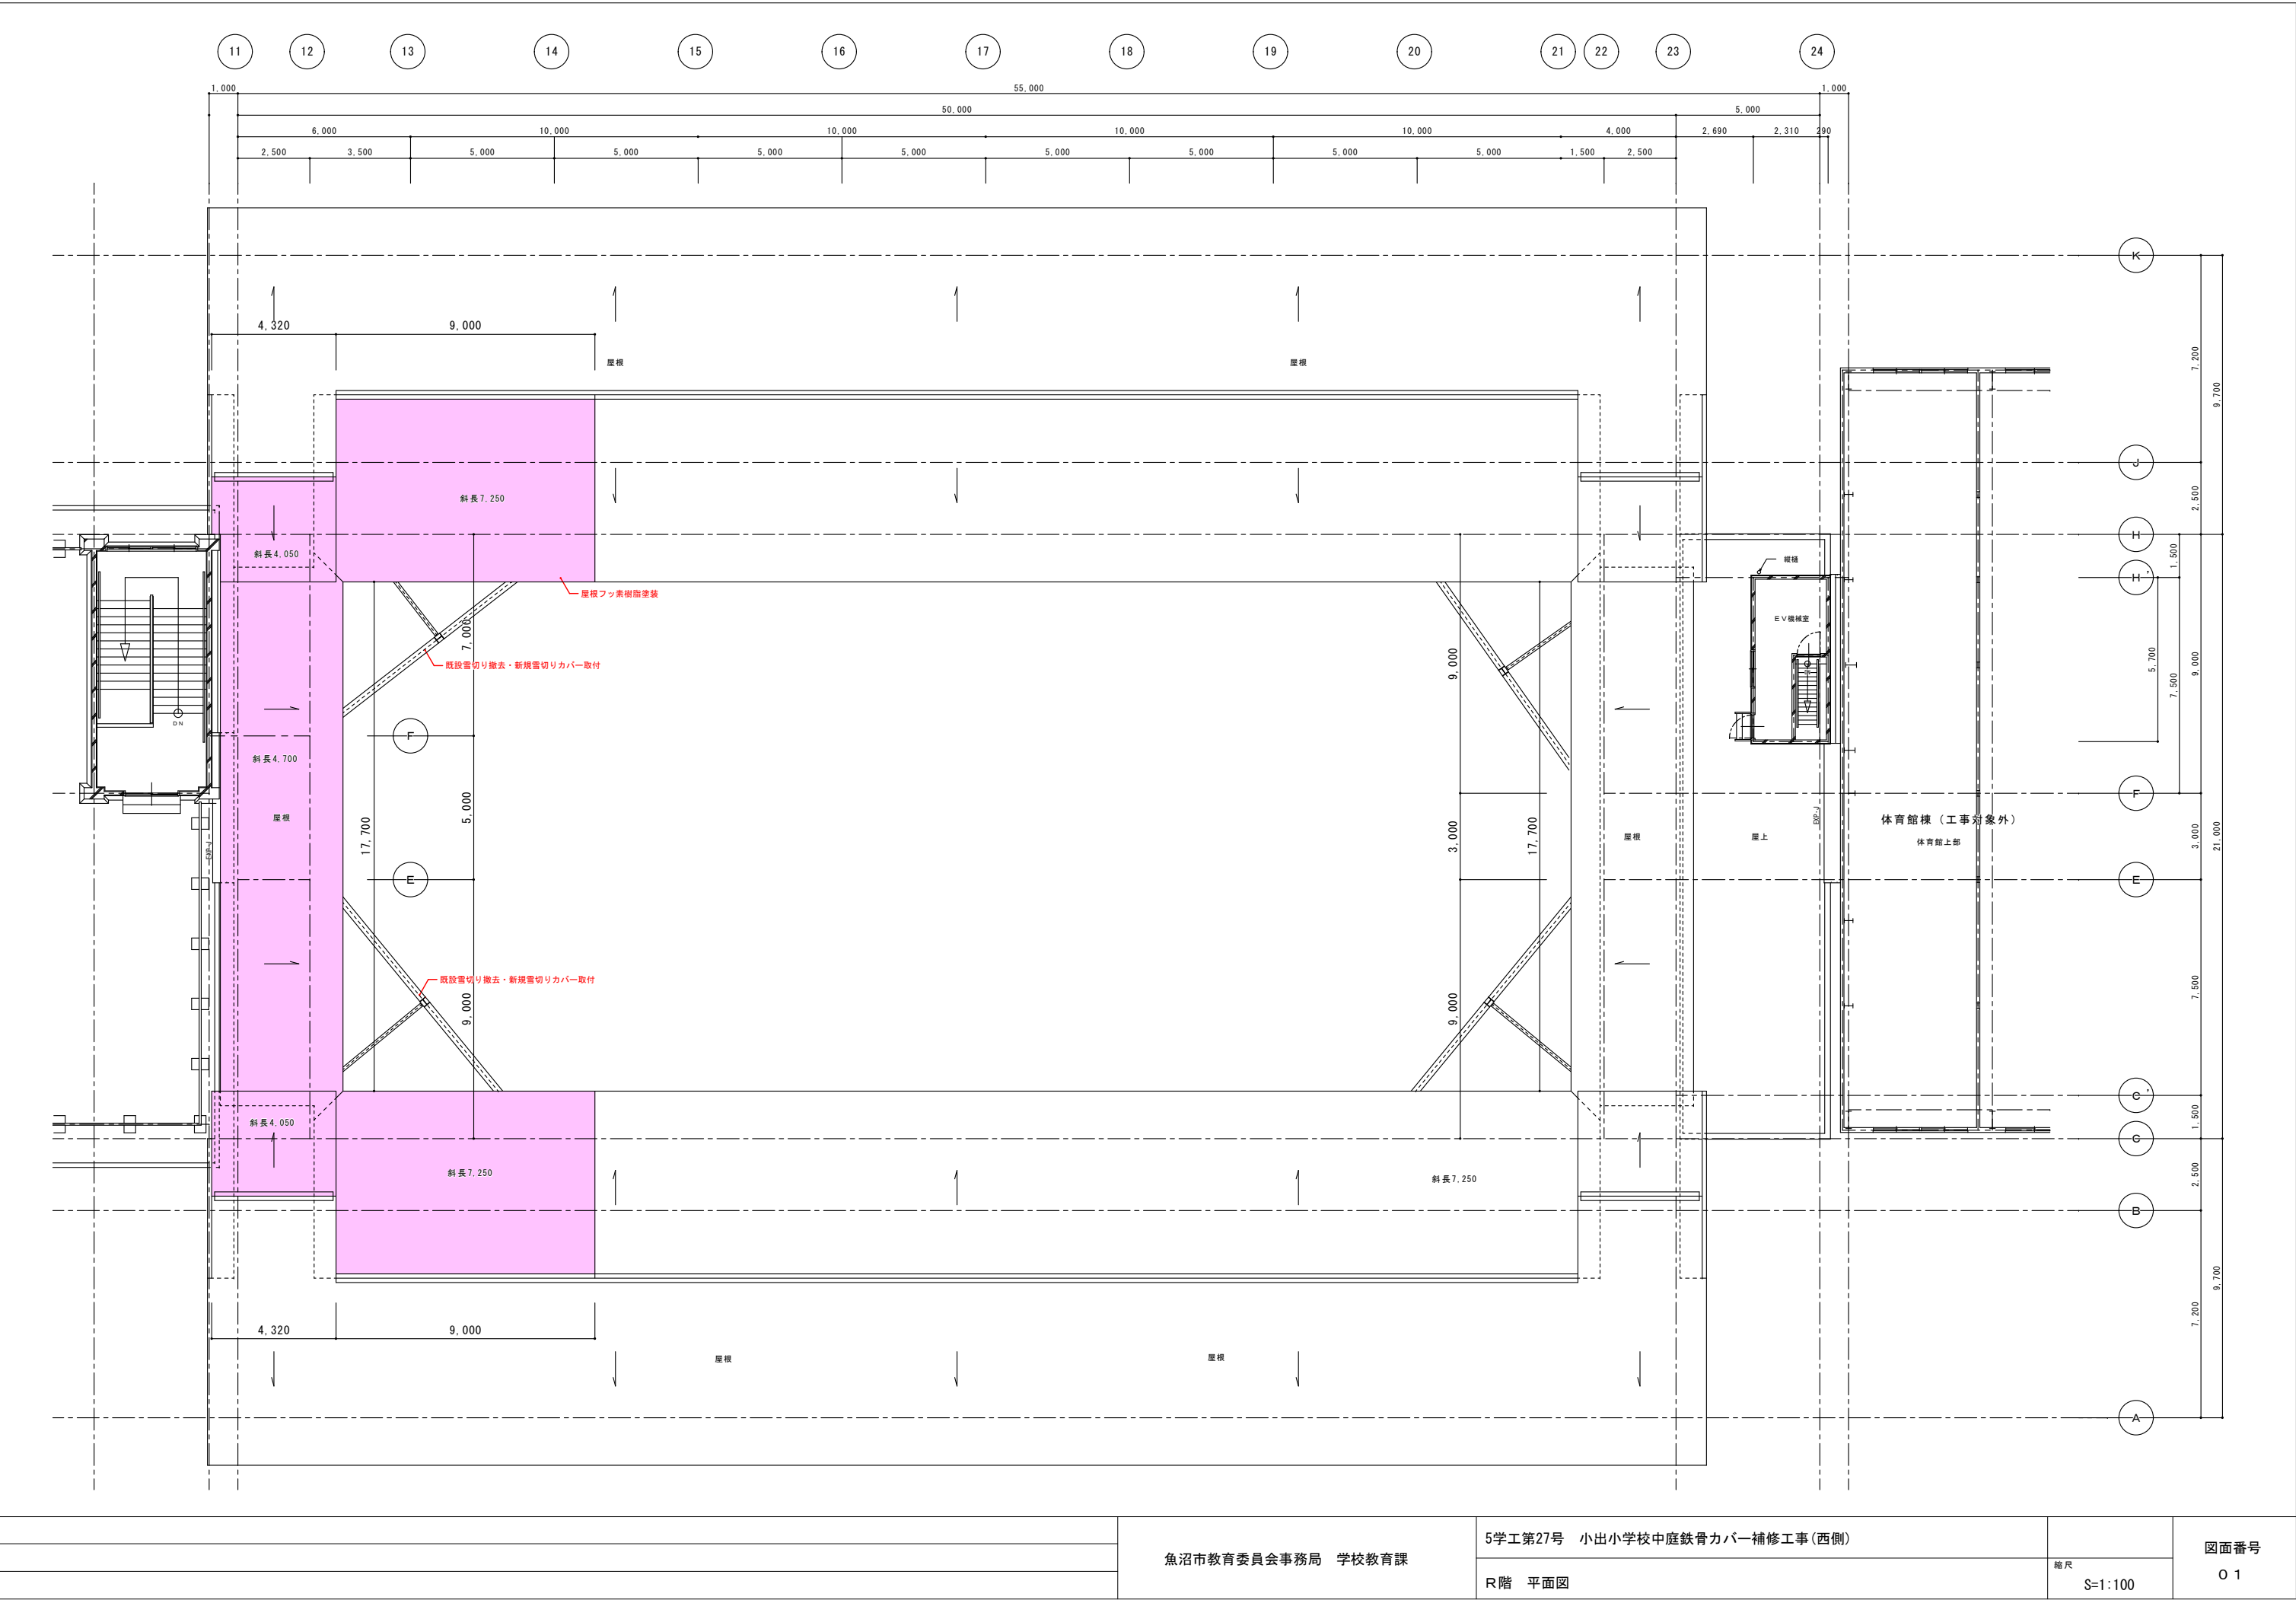 11 12 13 14 15 16 17 18 19 20 21 22 23 24
1,000 55,000 1,000
50,000 5,000
6,000 10,000 10,000 10,000 10,000 4,000 2,690 2,310 290
2,500 3,500 5,000 5,000 5,000 5,000 5,000 5,000 5,000 5,000 1,500 2,500
K
4,320 9,000
屋根 屋根
7,200
9,700
J
斜長7,250
2,500
H
斜長4,050
1,500
縦樋
H'
屋根フッ素樹脂塗装
EV機械室
7,000
既設雪切り撤去・新規雪切りカバー取付
9,000
5,700
7,500
9,000
DN
F
斜長4,700
F
屋根
5,000
17,700
3,000
17,700
屋根
屋上
EXP-J
体育館棟（工事対象外）
体育館上部
3,000
21,000
EXP-J
E
E
既設雪切り撤去・新規雪切りカバー取付
9,000
9,000
7,500
C'
斜長4,050
1,500
C
斜長7,250
斜長7,250
2,500
B
9,700
7,200
4,320 9,000
屋根 屋根
A
魚沼市教育委員会事務局　学校教育課
5学工第27号　小出小学校中庭鉄骨カバー補修工事(西側)
R階　平面図
縮尺
S=1:100
図面番号
01